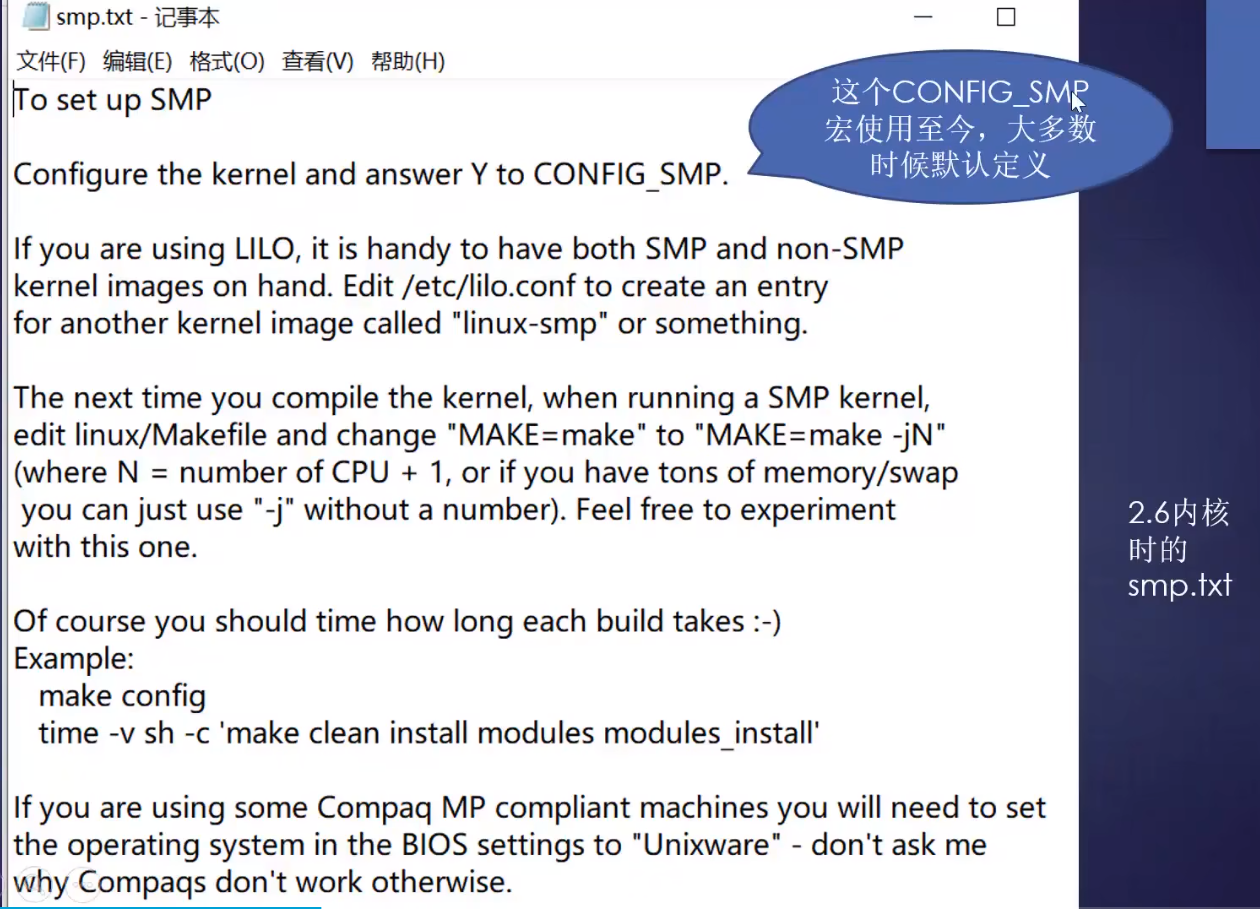 smp.txt - 记事本
文件(F) 编辑(E) 格式(O) 查看(V) 帮助(H)
To set up SMP
Configure the kernel and answer Y to CONFIG_SMP.
这个CONFIG_SMP
宏使用至今，大多数
时候默认定义
If you are using LILO, it is handy to have both SMP and non-SMP
kernel images on hand. Edit /etc/lilo.conf to create an entry
for another kernel image called "linux-smp" or something.
The next time you compile the kernel, when running a SMP kernel,
edit linux/Makefile and change "MAKE=make" to "MAKE=make -jN"
(where N = number of CPU + 1, or if you have tons of memory/swap
you can just use "-j" without a number). Feel free to experiment
with this one.
Of course you should time how long each build takes :-)
Example:
make config
time -v sh -c 'make clean install modules modules_install'
If you are using some Compaq MP compliant machines you will need to set
the operating system in the BIOS settings to "Unixware" - don't ask me
why Compaqs don't work otherwise.
2.6内核
时的
smp.txt